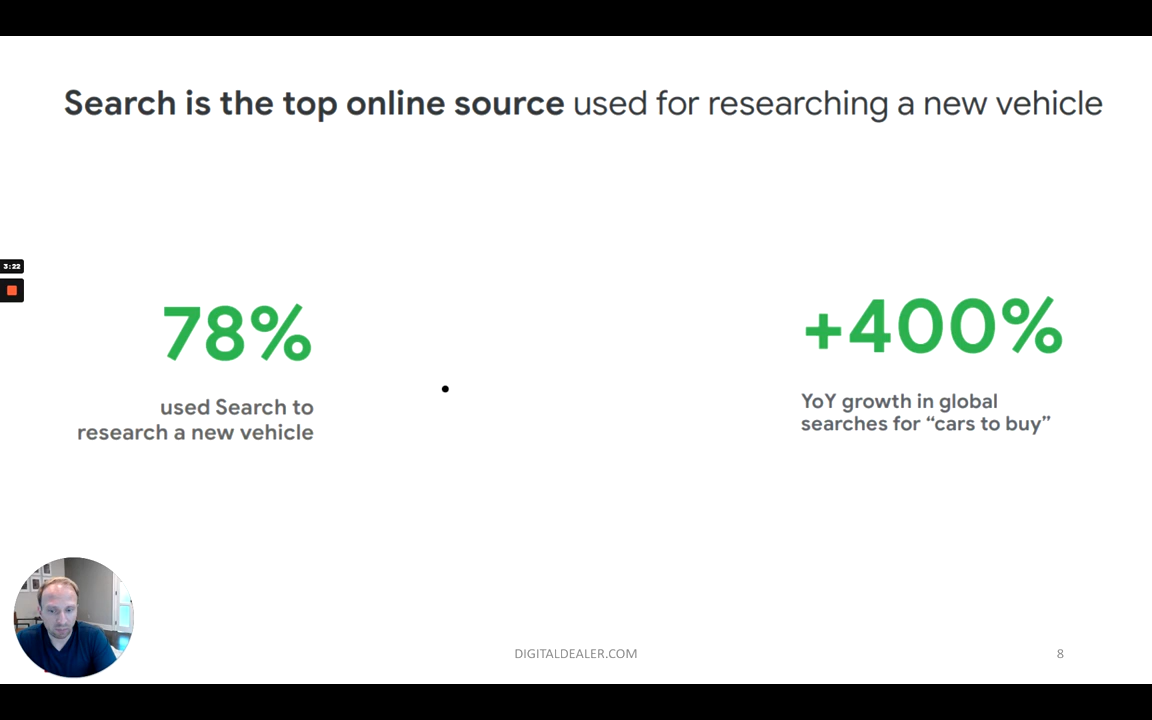 Search is the top online source used for researching a new vehicle
3:22
78%
used Search to
research a new vehicle
+400%
YoY growth in global
searches for “cars to buy”
DIGITALDEALER.COM
8